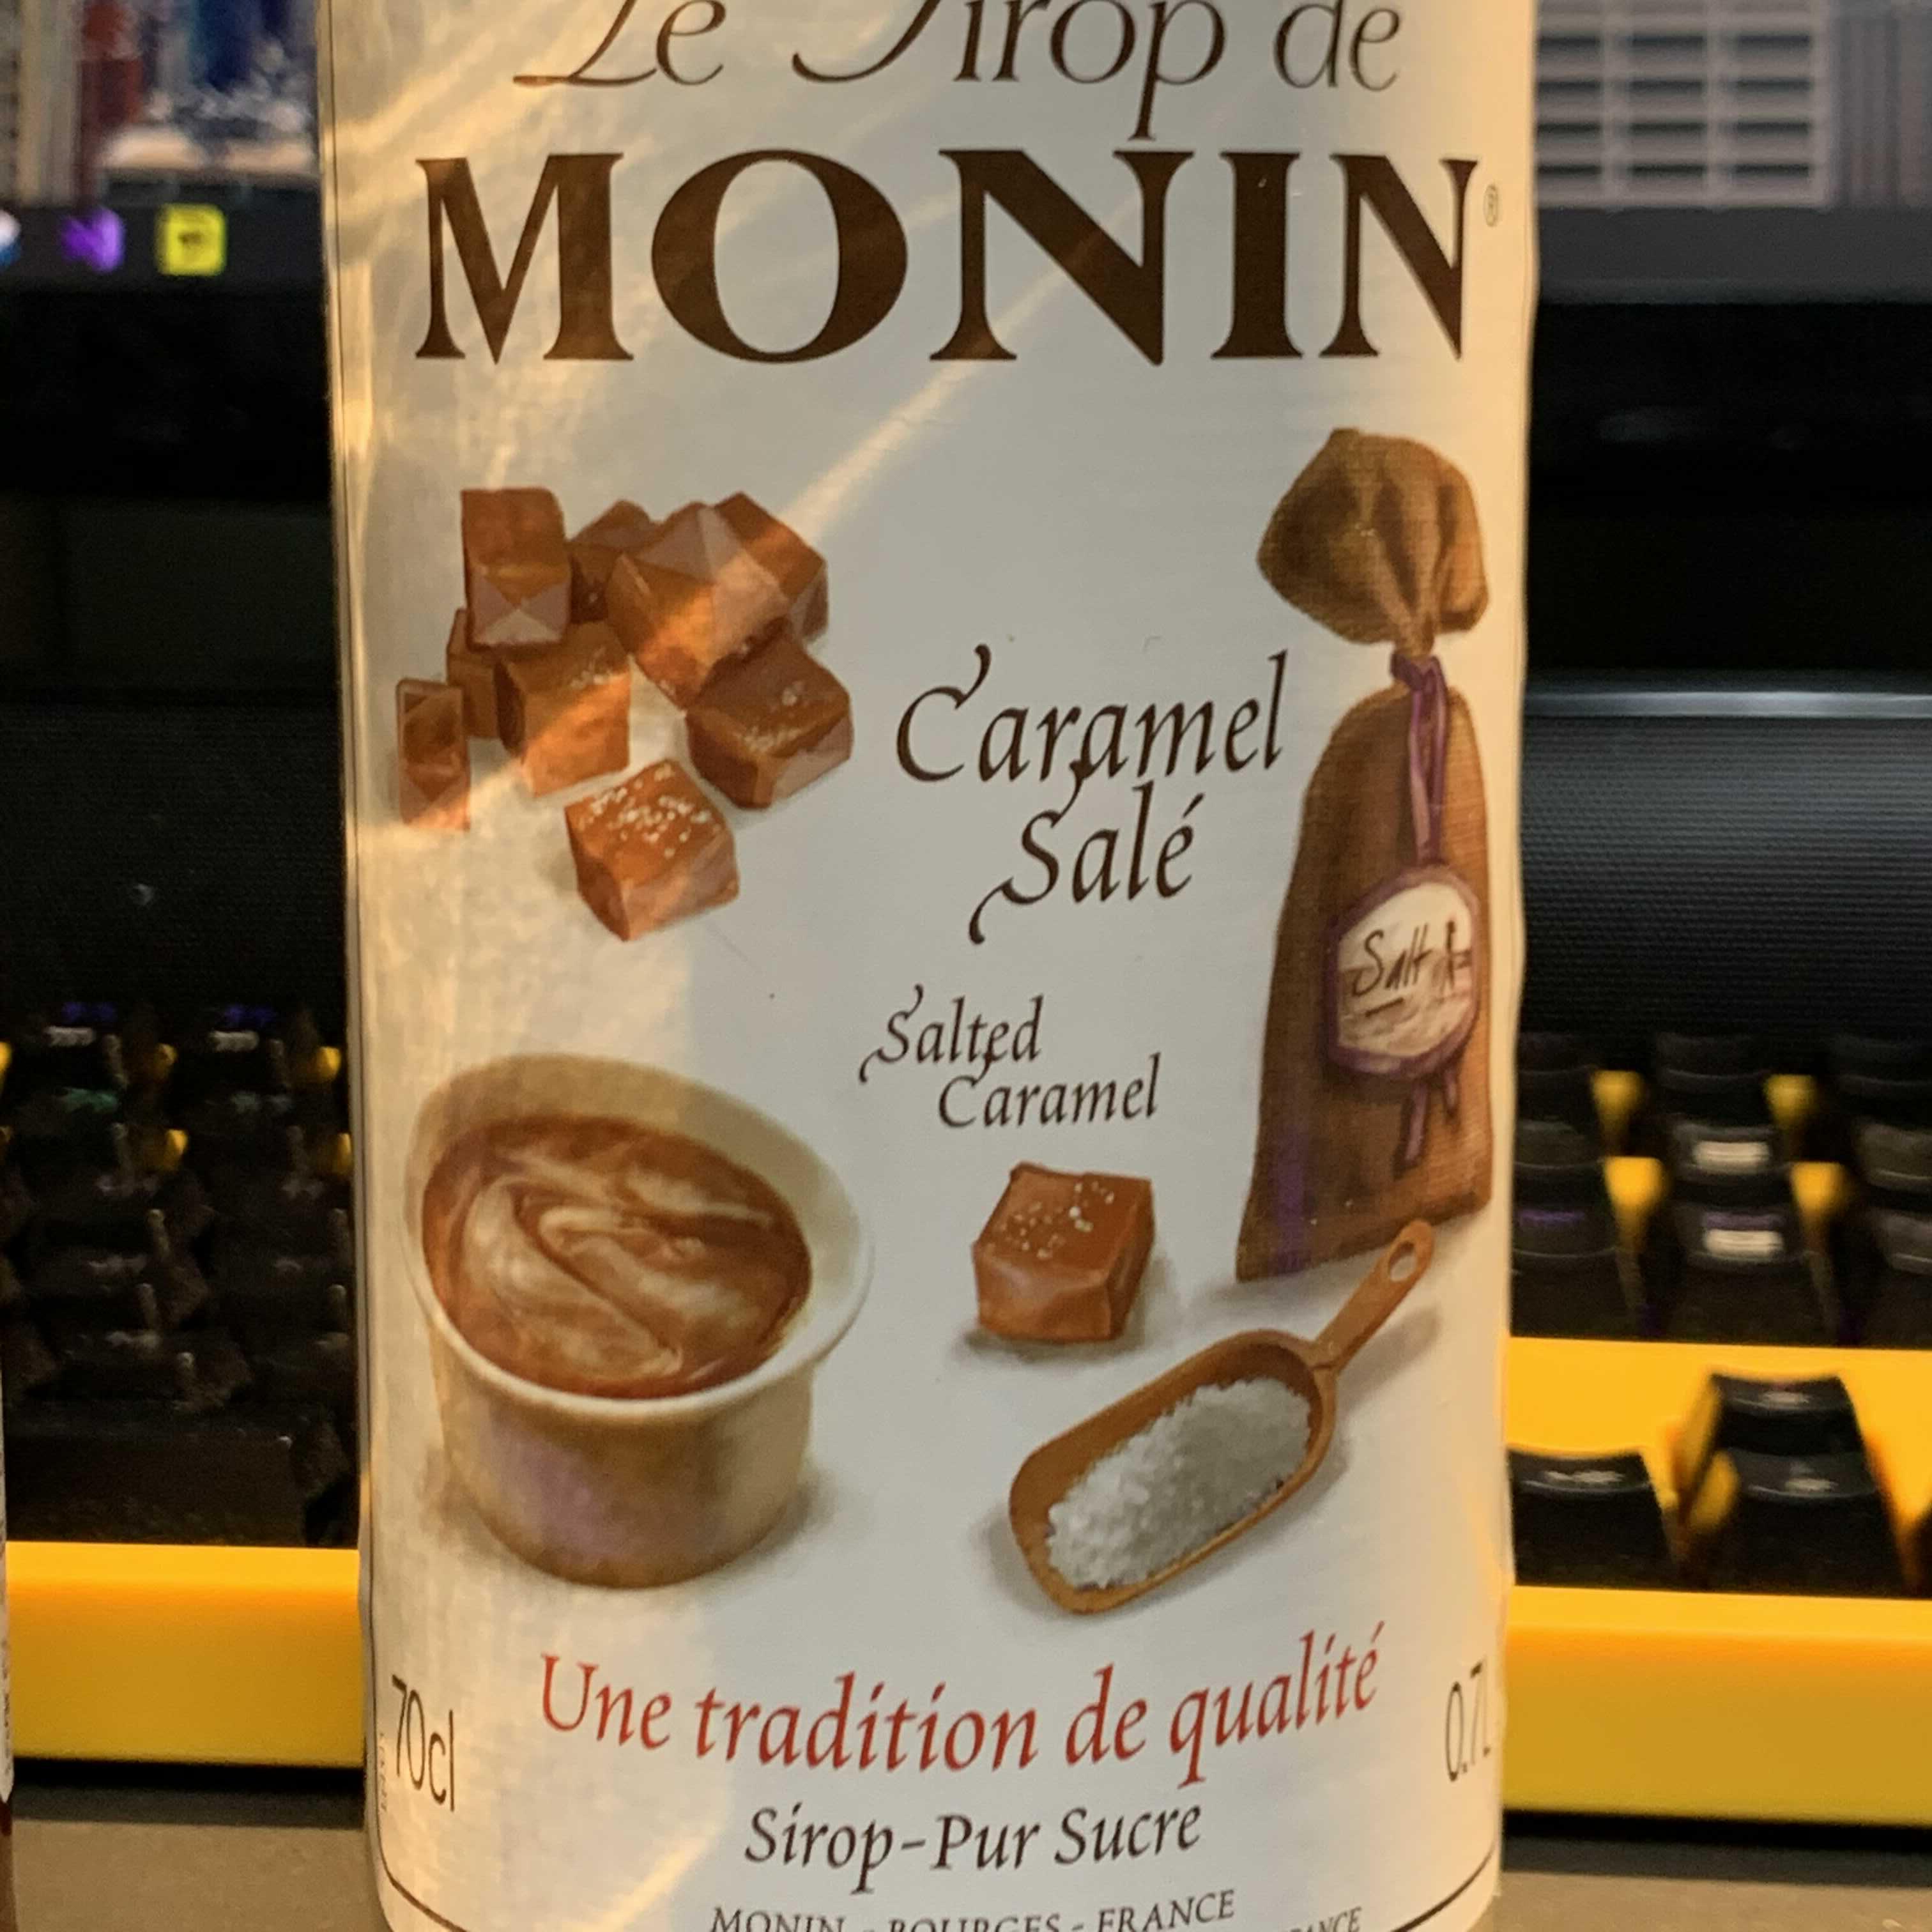 Le Sirop de
MONIN®
Caramel
Salé
Salt
Salted
Caramel
Une tradition de qualité
70cl
0.7L
Sirop-Pur Sucre
MONIN - BOURGES - FRANCE